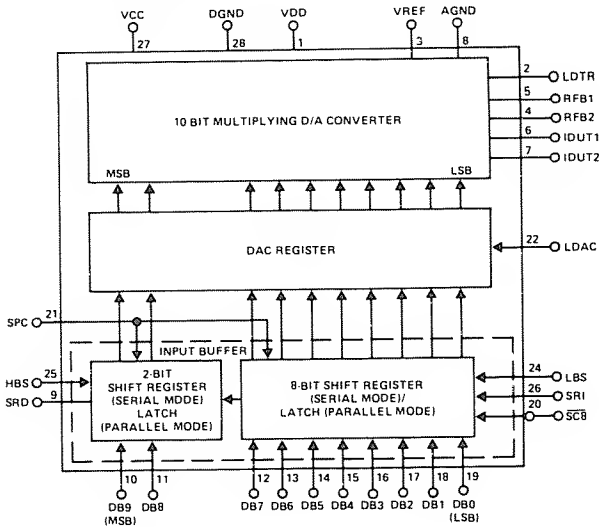 VCC DGND VDD VREF AGND
27 28 1 3 8
10 BIT MULTIPLYING D/A CONVERTER
MSB LSB
2 LDTR
5 RFB1
4 RFB2
6 IDUT1
7 IDUT2
DAC REGISTER
22 LDAC
SPC 21
INPUT BUFFER
HBS 25
SRD 9
2-BIT
SHIFT REGISTER
(SERIAL MODE)
LATCH
(PARALLEL MODE)
8-BIT SHIFT REGISTER
(SERIAL MODE)/
LATCH (PARALLEL MODE)
24 LBS
26 SRI
20 SC8
10 11 12 13 14 15 16 17 18 19
DB9 DB8 DB7 DB6 DB5 DB4 DB3 DB2 DB1 DB0
(MSB) (LSB)